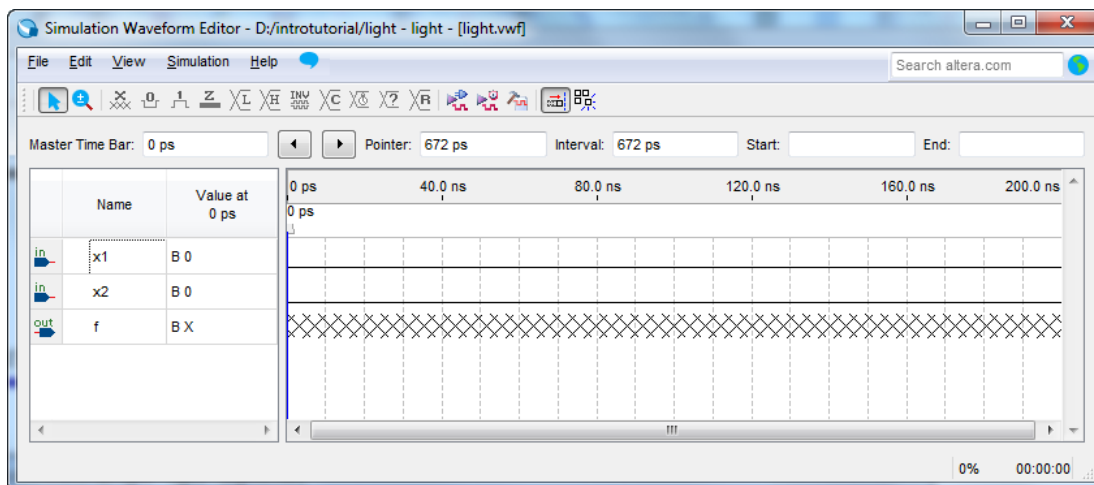 Simulation Waveform Editor - D:/introtutorial/light - light - [light.vwf]
File Edit View Simulation Help Search altera.com
Master Time Bar: 0 ps Pointer: 672 ps Interval: 672 ps Start: End:
Name Value at 0 ps
0 ps 40.0 ns 80.0 ns 120.0 ns 160.0 ns 200.0 ns
0 ps
in x1 B 0
in x2 B 0
out f B X
0% 00:00:00